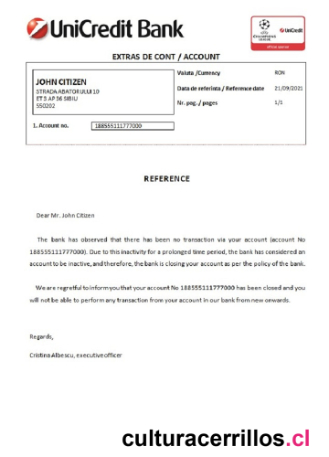 UniCredit Bank
UniCredit
EXTRAS DE CONT / ACCOUNT
JOHN CITIZEN
STRADA ABATORULUI 10
ET 3 AP 36 SIBIU
550202
1. Account no. 188555111777000
Valuta /Currency RON
Data de referiata / Reference date 21/09/2021
Nr. pag./ pages 1/1
REFERENCE
Dear Mr. John Citizen
The bank has observed that there has been no transaction via your account (account No
188555111777000). Due to this inactivity for a prolonged time period, the bank has considered an
account to be inactive, and therefore, the bank is closing your account as per the policy of the bank.
We are regretful to inform you that your account No 188555111777000 has been closed and you
will not be able to perform any transaction from your account in our bank from new onwards.
Regards,
Cristina Albescu, executive officer
culturacerrillos.cl